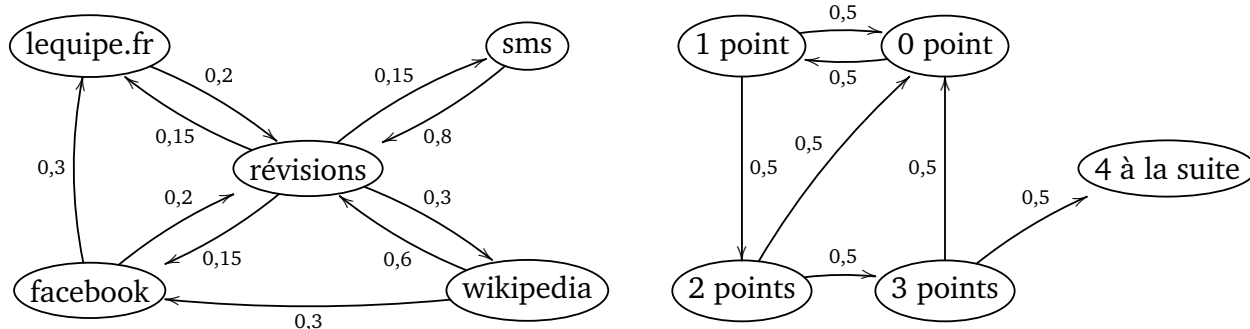 lequipe.fr
sms
0,2
0,15
0,15
0,8
0,3
révisions
0,2
0,3
0,15
0,6
facebook
wikipedia
0,3
1 point
0,5
0 point
0,5
0,5
0,5
0,5
4 à la suite
0,5
2 points
0,5
3 points